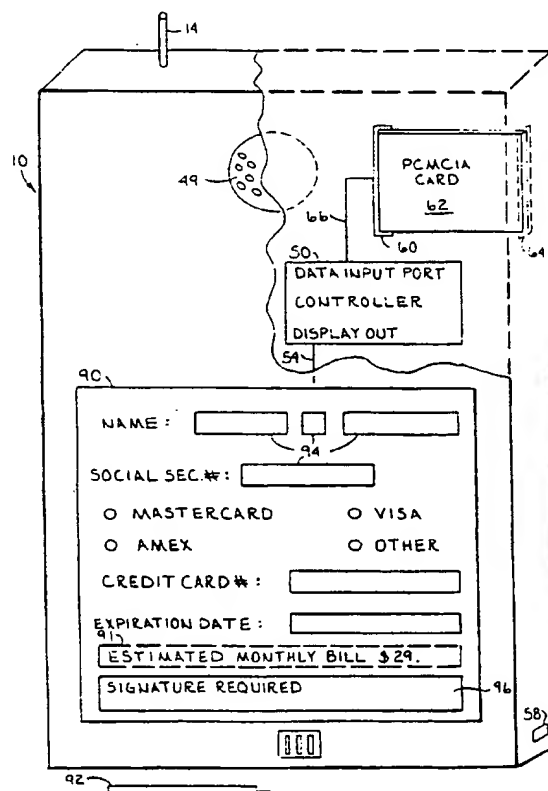 14
10
49
PCMCIA
CARD
62
66
60
64
50
DATA INPUT PORT
CONTROLLER
DISPLAY OUT
54
90
NAME:
94
SOCIAL SEC.#:
O MASTERCARD O VISA
O AMEX O OTHER
CREDIT CARD #:
EXPIRATION DATE:
91
ESTIMATED MONTHLY BILL $29.
SIGNATURE REQUIRED
96
58
92